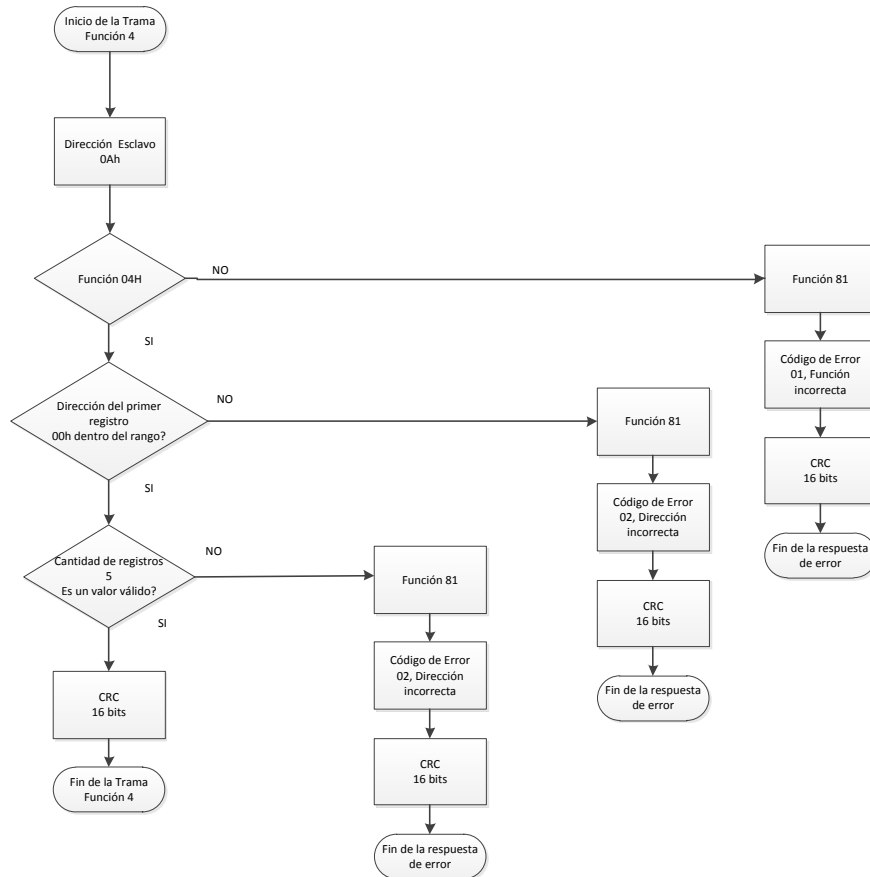 Inicio de la Trama
Función 4
Dirección Esclavo
0Ah
Función 04H
NO
Función 81
SI
Código de Error
01, Función
incorrecta
Dirección del primer
registro
00h dentro del rango?
NO
Función 81
CRC
16 bits
SI
Código de Error
02, Dirección
incorrecta
Fin de la respuesta
de error
Cantidad de registros
5
Es un valor válido?
NO
Función 81
CRC
16 bits
SI
Código de Error
02, Dirección
incorrecta
Fin de la respuesta
de error
CRC
16 bits
CRC
16 bits
Fin de la Trama
Función 4
Fin de la respuesta
de error